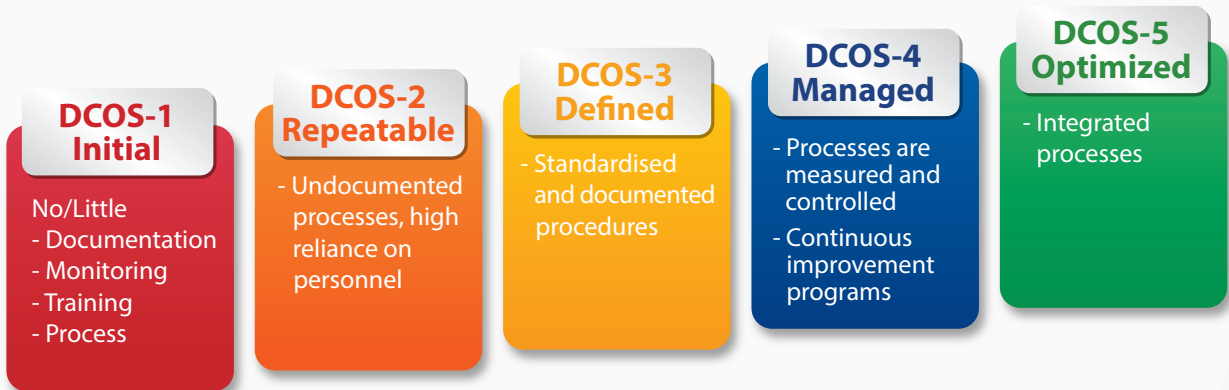 DCOS-1
Initial
No/Little
- Documentation
- Monitoring
- Training
- Process
DCOS-2
Repeatable
- Undocumented
processes, high
reliance on
personnel
DCOS-3
Defined
- Standardised
and documented
procedures
DCOS-4
Managed
- Processes are
measured and
controlled
- Continuous
improvement
programs
DCOS-5
Optimized
- Integrated
processes